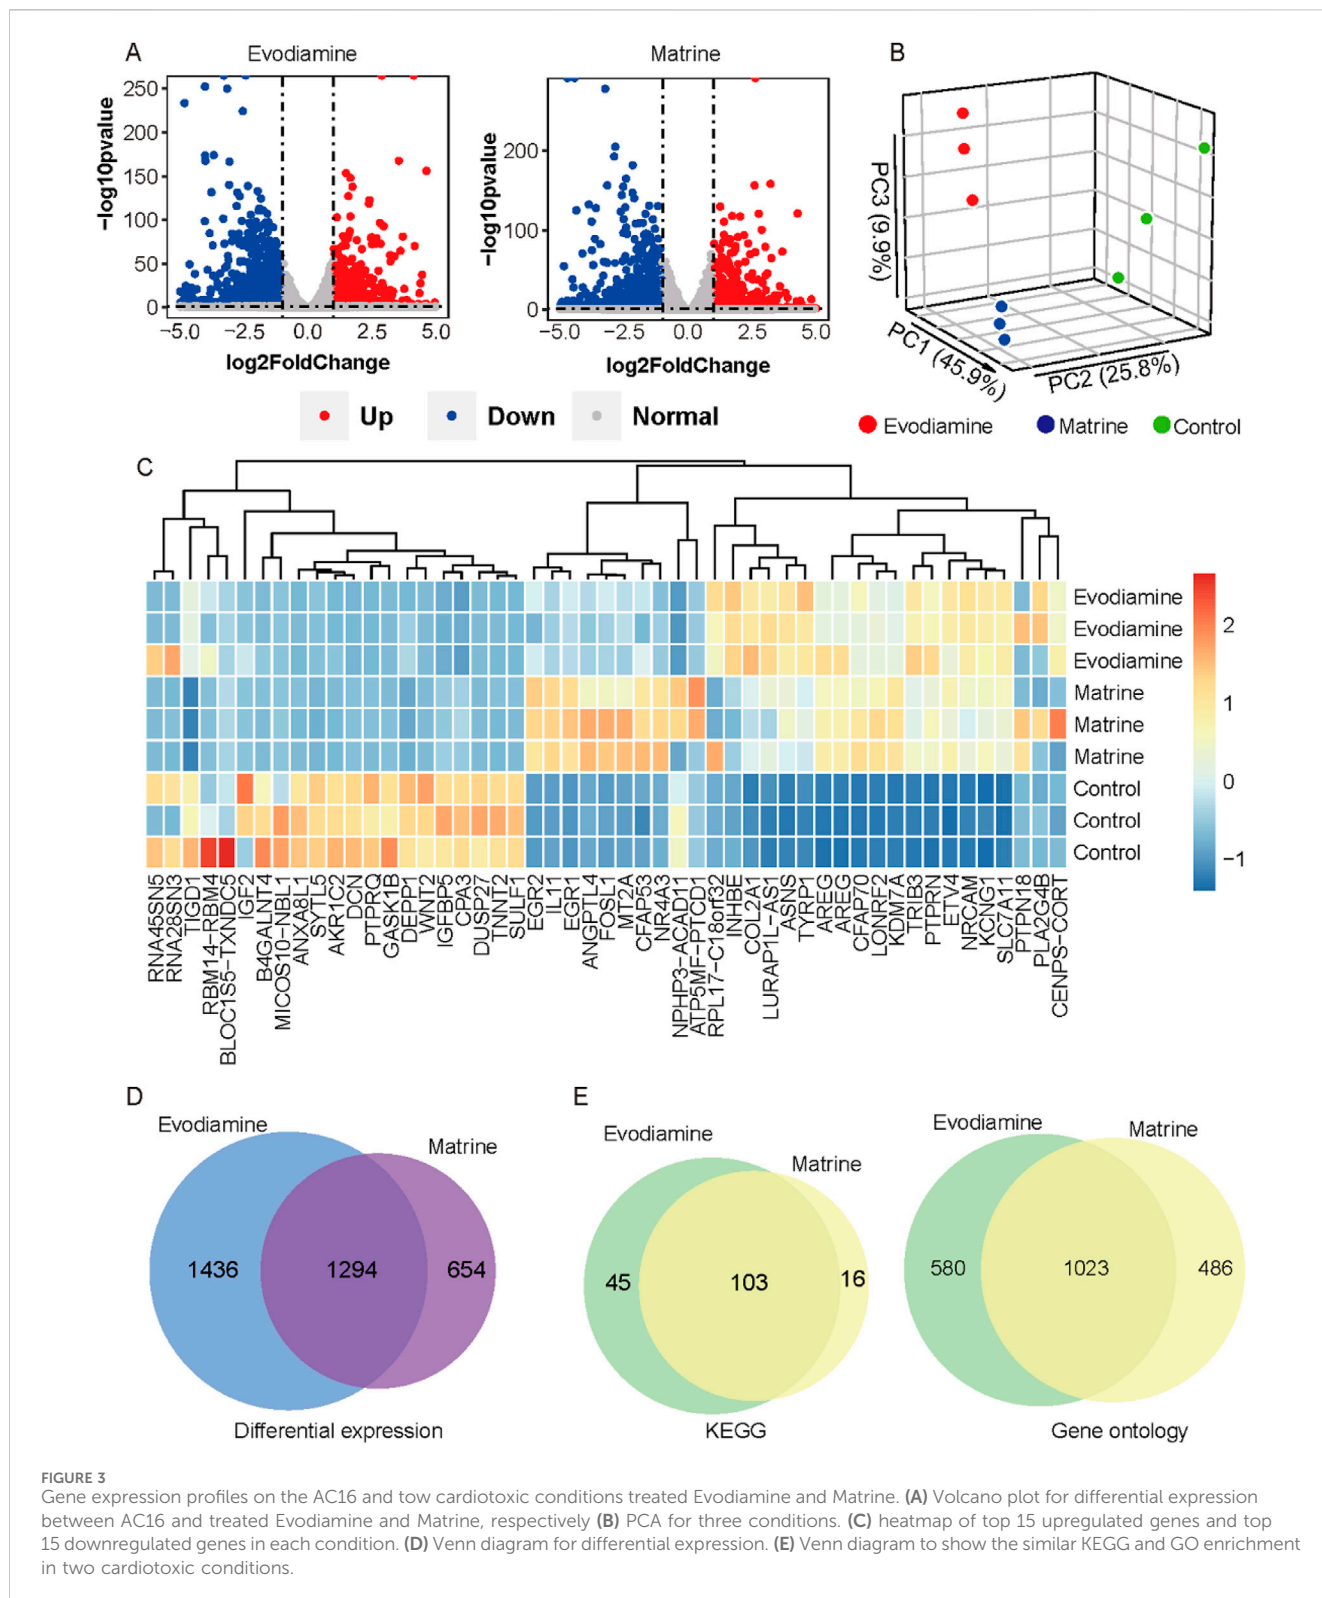 A
Evodiamine
Matrine
B
−log10pvalue
250
200
150
100
50
0
−5.0
−2.5
0.0
2.5
5.0
log2FoldChange
−log10pvalue
200
100
0
−5.0
−2.5
0.0
2.5
5.0
log2FoldChange
PC3 (9.9%)
PC1 (45.9%)
PC2 (25.8%)
Up
Down
Normal
Evodiamine
Matrine
Control
C
Evodiamine
Evodiamine
Evodiamine
Matrine
Matrine
Matrine
Control
Control
Control
2
1
0
−1
RNA45SN5
RNA28SN3
TIGD1
RBM14−RBM4
BLOC1S5−TXNDC5
IGF2
B4GALNT4
MICOS10−NBL1
ANXA8L1
SYTL5
AKR1C2
DCN
PTPRQ
GASK1B
DEPP1
WNT2
IGFBP5
CPA3
DUSP27
TNNT2
SULF1
EGR2
IL11
EGR1
ANGPTL4
FOSL1
MT2A
CFAP53
NR4A3
NPHP3−ACAD11
ATP5MF−PTCD1
RPL17−C18orf32
INHBE
COL2A1
LURAP1L−AS1
ASNS
TYRP1
AREG
AREG
CFAP70
LONRF2
KDM7A
TRIB3
PTPRN
ETV4
NRCAM
KCNG1
SLC7A11
PTPN18
PLA2G4B
CENPS−CORT
D
Evodiamine
Matrine
1436
1294
654
Differential expression
E
Evodiamine
Matrine
45
103
16
KEGG
Evodiamine
Matrine
580
1023
486
Gene ontology
FIGURE 3
Gene expression profiles on the AC16 and tow cardiotoxic conditions treated Evodiamine and Matrine. (A) Volcano plot for differential expression
between AC16 and treated Evodiamine and Matrine, respectively (B) PCA for three conditions. (C) heatmap of top 15 upregulated genes and top
15 downregulated genes in each condition. (D) Venn diagram for differential expression. (E) Venn diagram to show the similar KEGG and GO enrichment
in two cardiotoxic conditions.